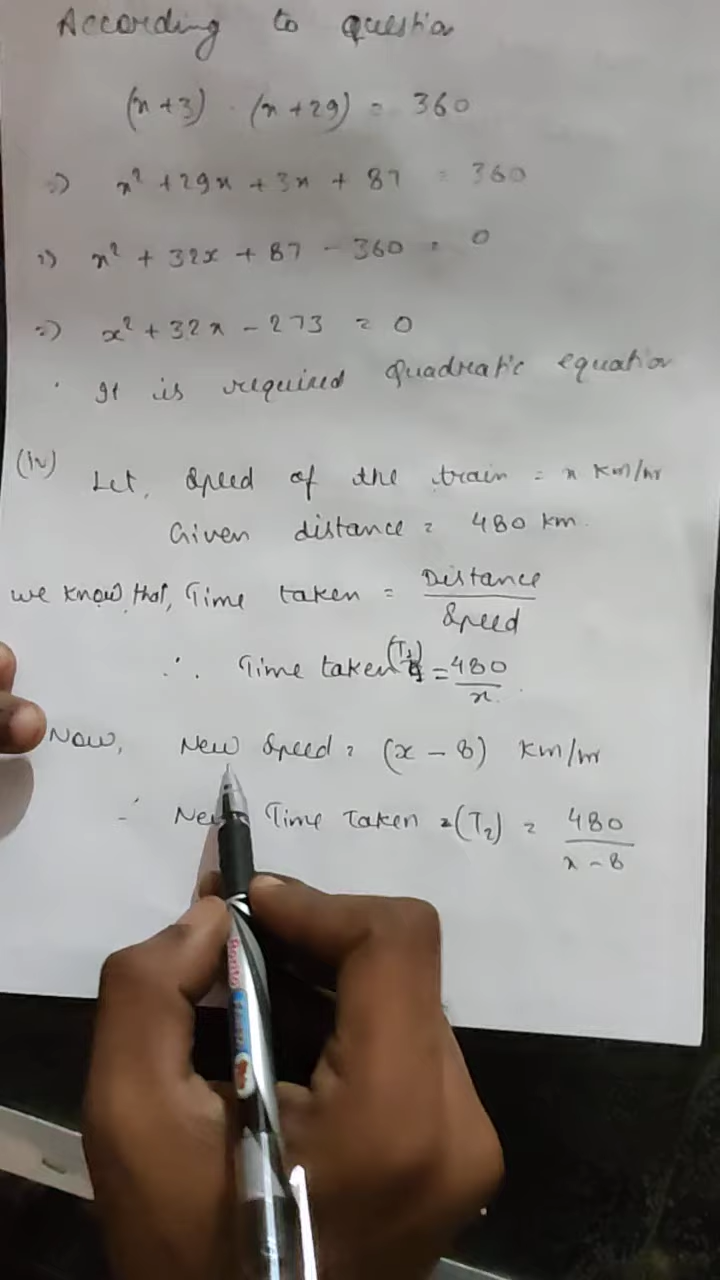 According to question
(x+3) · (x+29) = 360
⇒) x² + 29x + 3x + 87 = 360
⇒) x² + 32x + 87 - 360 = 0
⇒) x² + 32x - 273 = 0
It is required Quadratic equation
(iv) Let, Speed of the train = x Km/hr
Given distance = 480 km.
we know that, Time taken = Distance / Speed
∴ Time taken (T₁) = 480 / x
Now, New Speed = (x - 8) Km/hr
∴ New Time Taken = (T₂) = 480 / x - 8